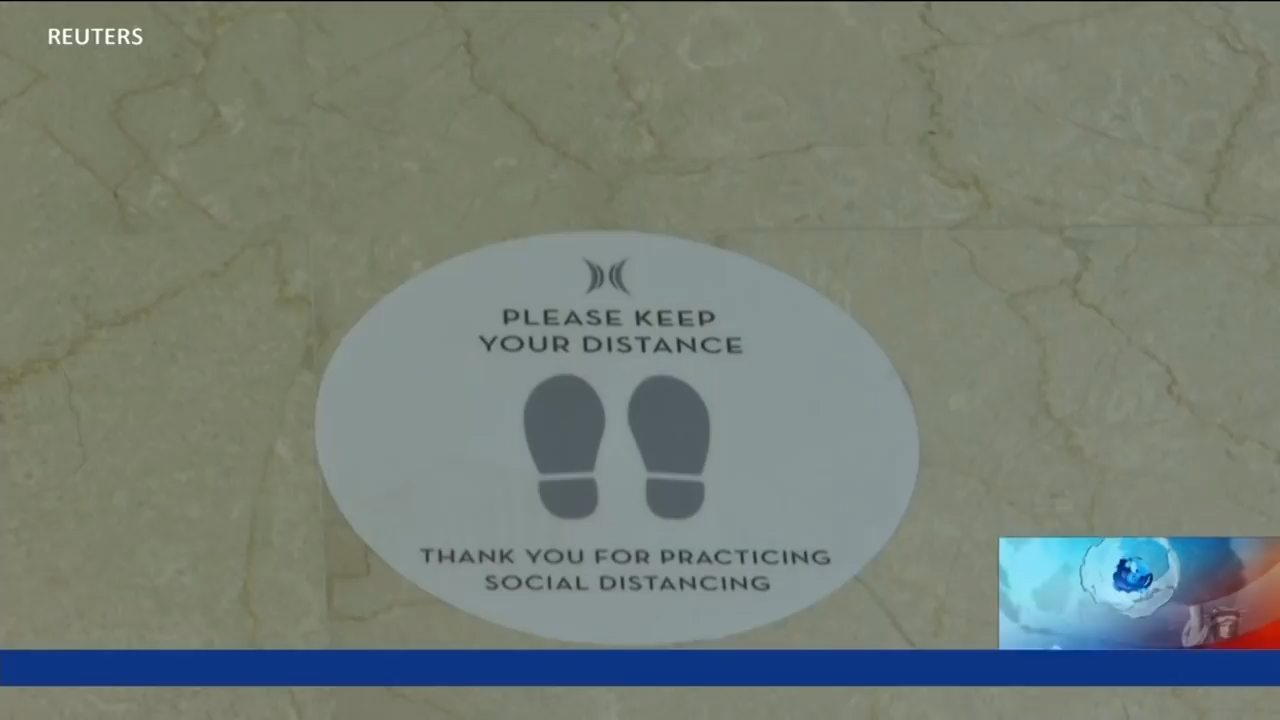 REUTERS
PLEASE KEEP
YOUR DISTANCE
THANK YOU FOR PRACTICING
SOCIAL DISTANCING